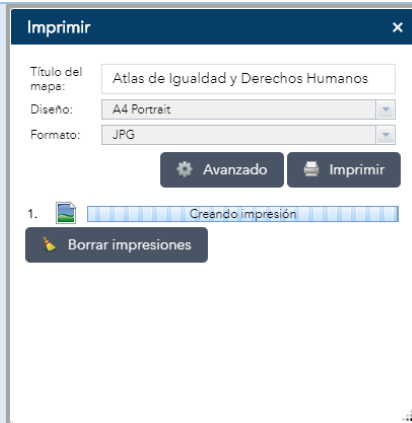 Imprimir
Título del
mapa:
Atlas de Igualdad y Derechos Humanos
Diseño:
A4 Portrait
Formato:
JPG
Avanzado
Imprimir
1.
Creando impresión
Borrar impresiones